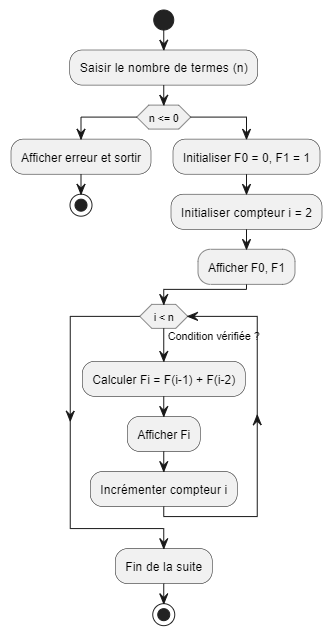 Saisir le nombre de termes (n)
n <= 0
Afficher erreur et sortir
Initialiser F0 = 0, F1 = 1
Initialiser compteur i = 2
Afficher F0, F1
i < n
Condition vérifiée ?
Calculer Fi = F(i-1) + F(i-2)
Afficher Fi
Incrémenter compteur i
Fin de la suite